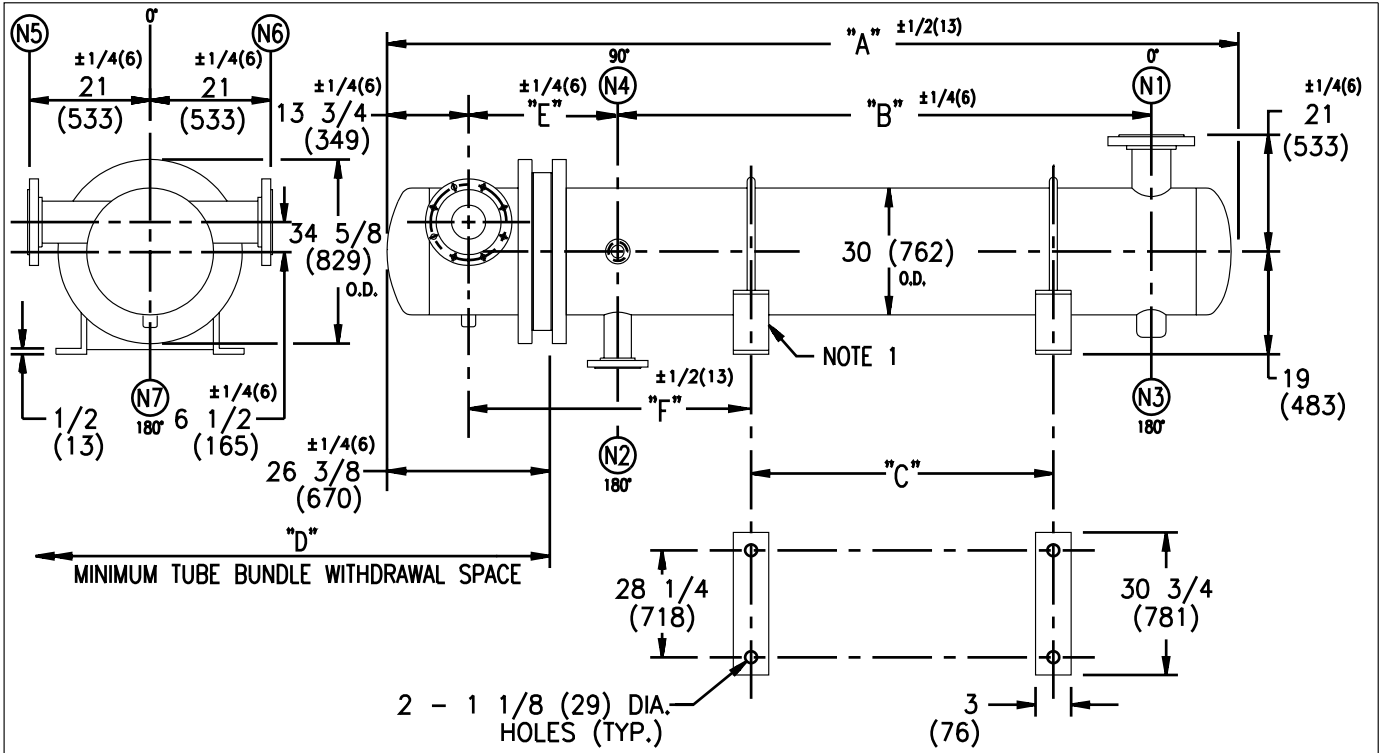 N5
0°
N6
±1/4(6)
±1/4(6)
21
(533)
21
(533)
±1/4(6)
13 3/4
(349)
"A" ±1/2(13)
±1/4(6)
"E"
90°
N4
"B" ±1/4(6)
0°
N1
±1/4(6)
21
(533)
34 5/8
(829)
O.D.
30 (762)
O.D.
NOTE 1
19
(483)
1/2
(13)
N7
180°
±1/4(6)
6 1/2
(165)
±1/2(13)
"F"
N2
180°
N3
180°
±1/4(6)
26 3/8
(670)
"C"
"D"
MINIMUM TUBE BUNDLE WITHDRAWAL SPACE
28 1/4
(718)
30 3/4
(781)
2 - 1 1/8 (29) DIA.
HOLES (TYP.)
3
(76)